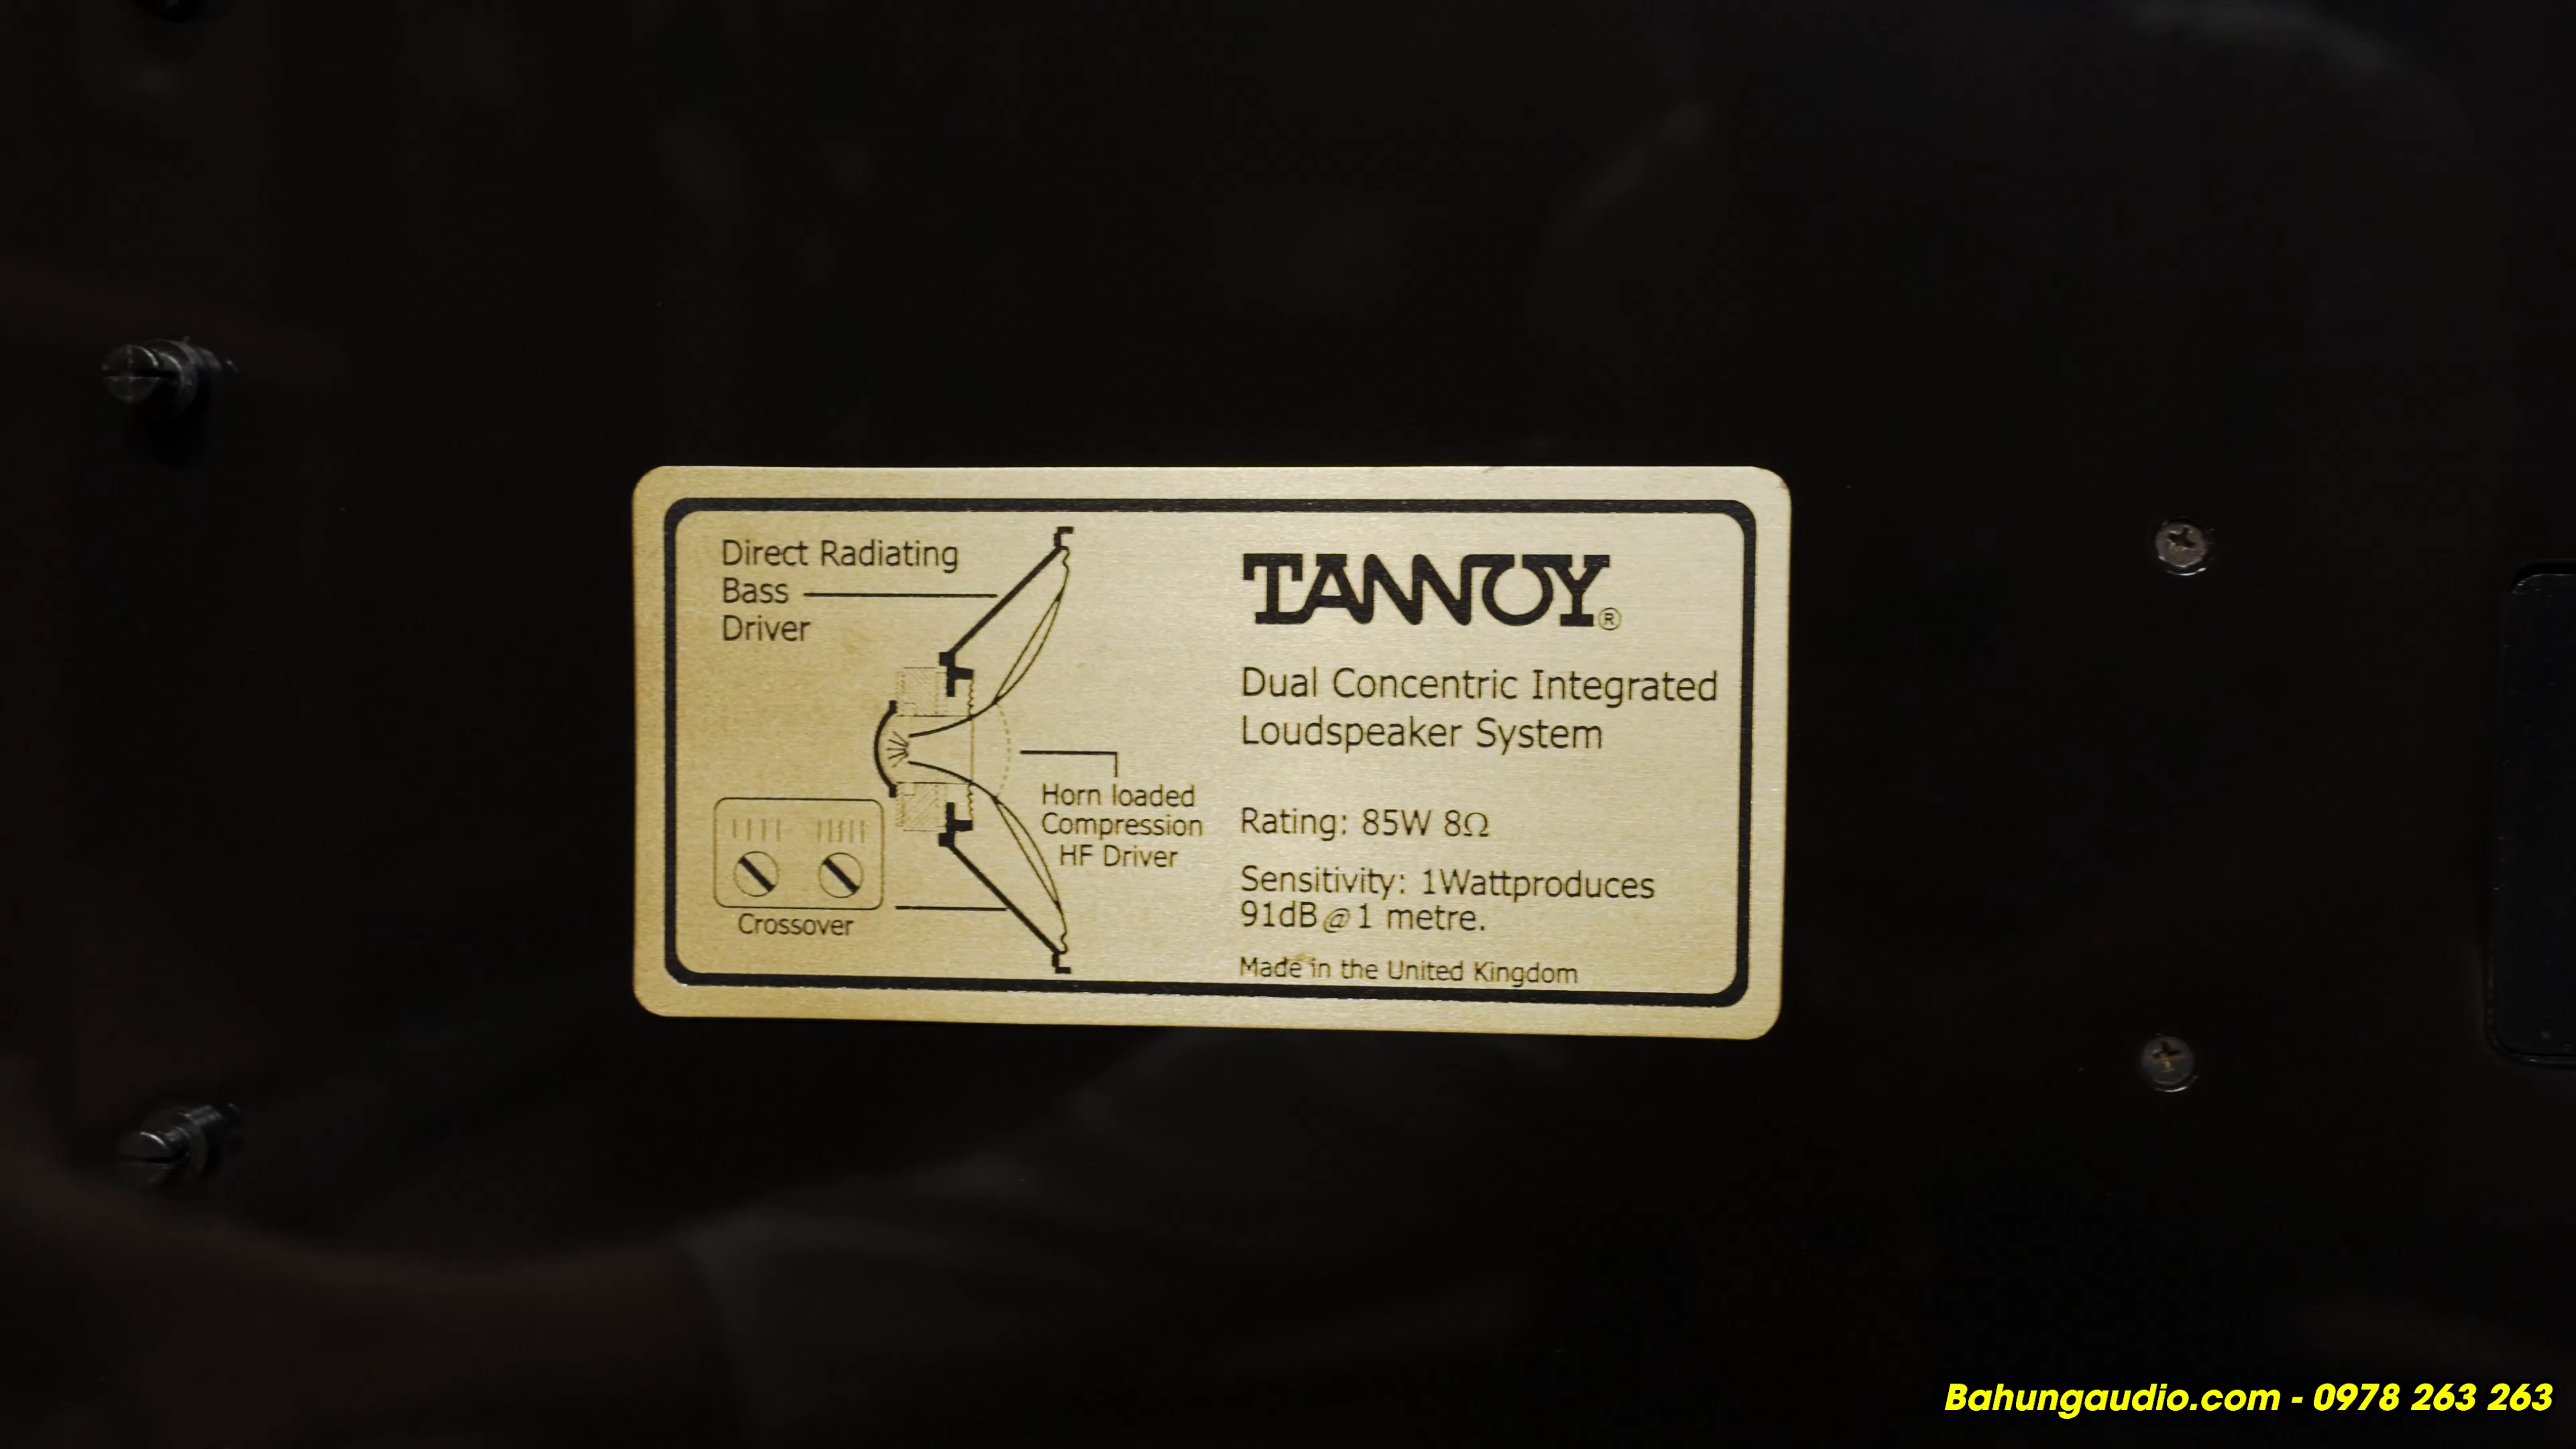 Direct Radiating
Bass
Driver
Horn loaded
Compression
HF Driver
Crossover
TANNOY®
Dual Concentric Integrated
Loudspeaker System
Rating: 85W 8Ω
Sensitivity: 1Wattproduces
91dB@1 metre.
Made in the United Kingdom
Bahungaudio.com - 0978 263 263